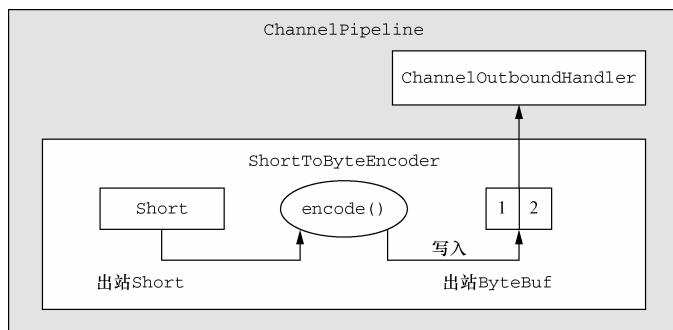 ChannelPipeline
ChannelOutboundHandler
ShortToByteEncoder
Short
encode()
1 2
写入
出站Short
出站ByteBuf